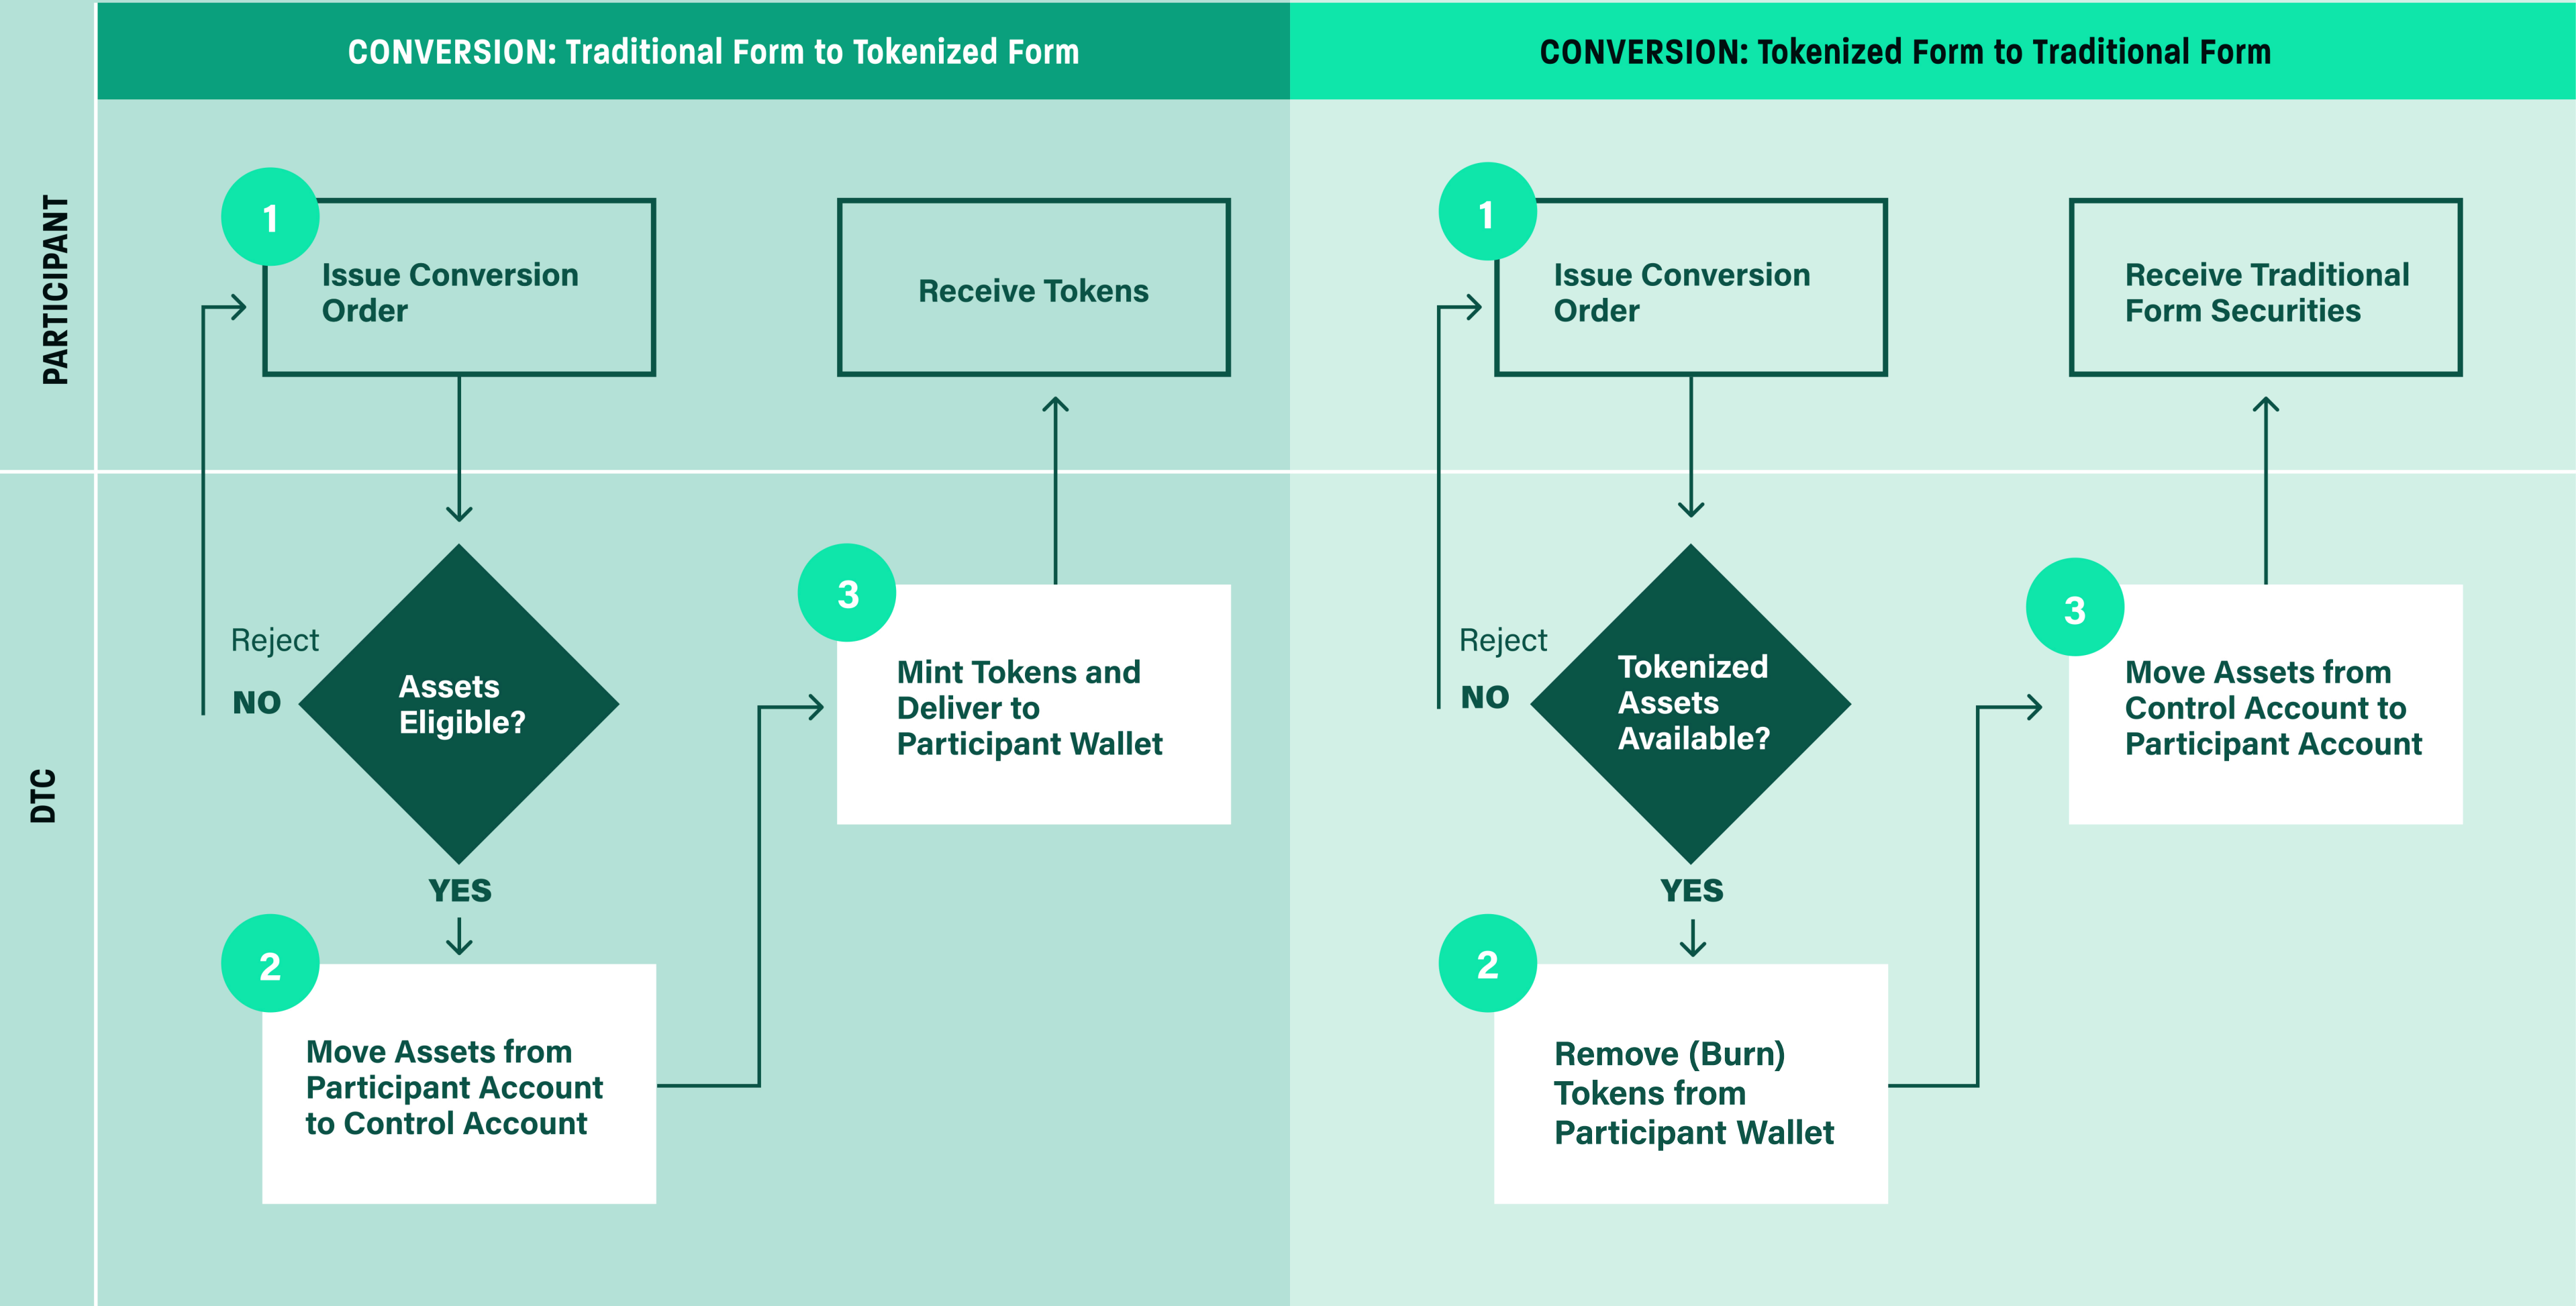 CONVERSION: Traditional Form to Tokenized Form
CONVERSION: Tokenized Form to Traditional Form
PARTICIPANT
1
Issue Conversion
Order
Receive Tokens
1
Issue Conversion
Order
Receive Traditional
Form Securities
DTC
Reject
NO
Assets
Eligible?
YES
2
Move Assets from
Participant Account
to Control Account
3
Mint Tokens and
Deliver to
Participant Wallet
Reject
NO
Tokenized
Assets
Available?
YES
2
Remove (Burn)
Tokens from
Participant Wallet
3
Move Assets from
Control Account to
Participant Account